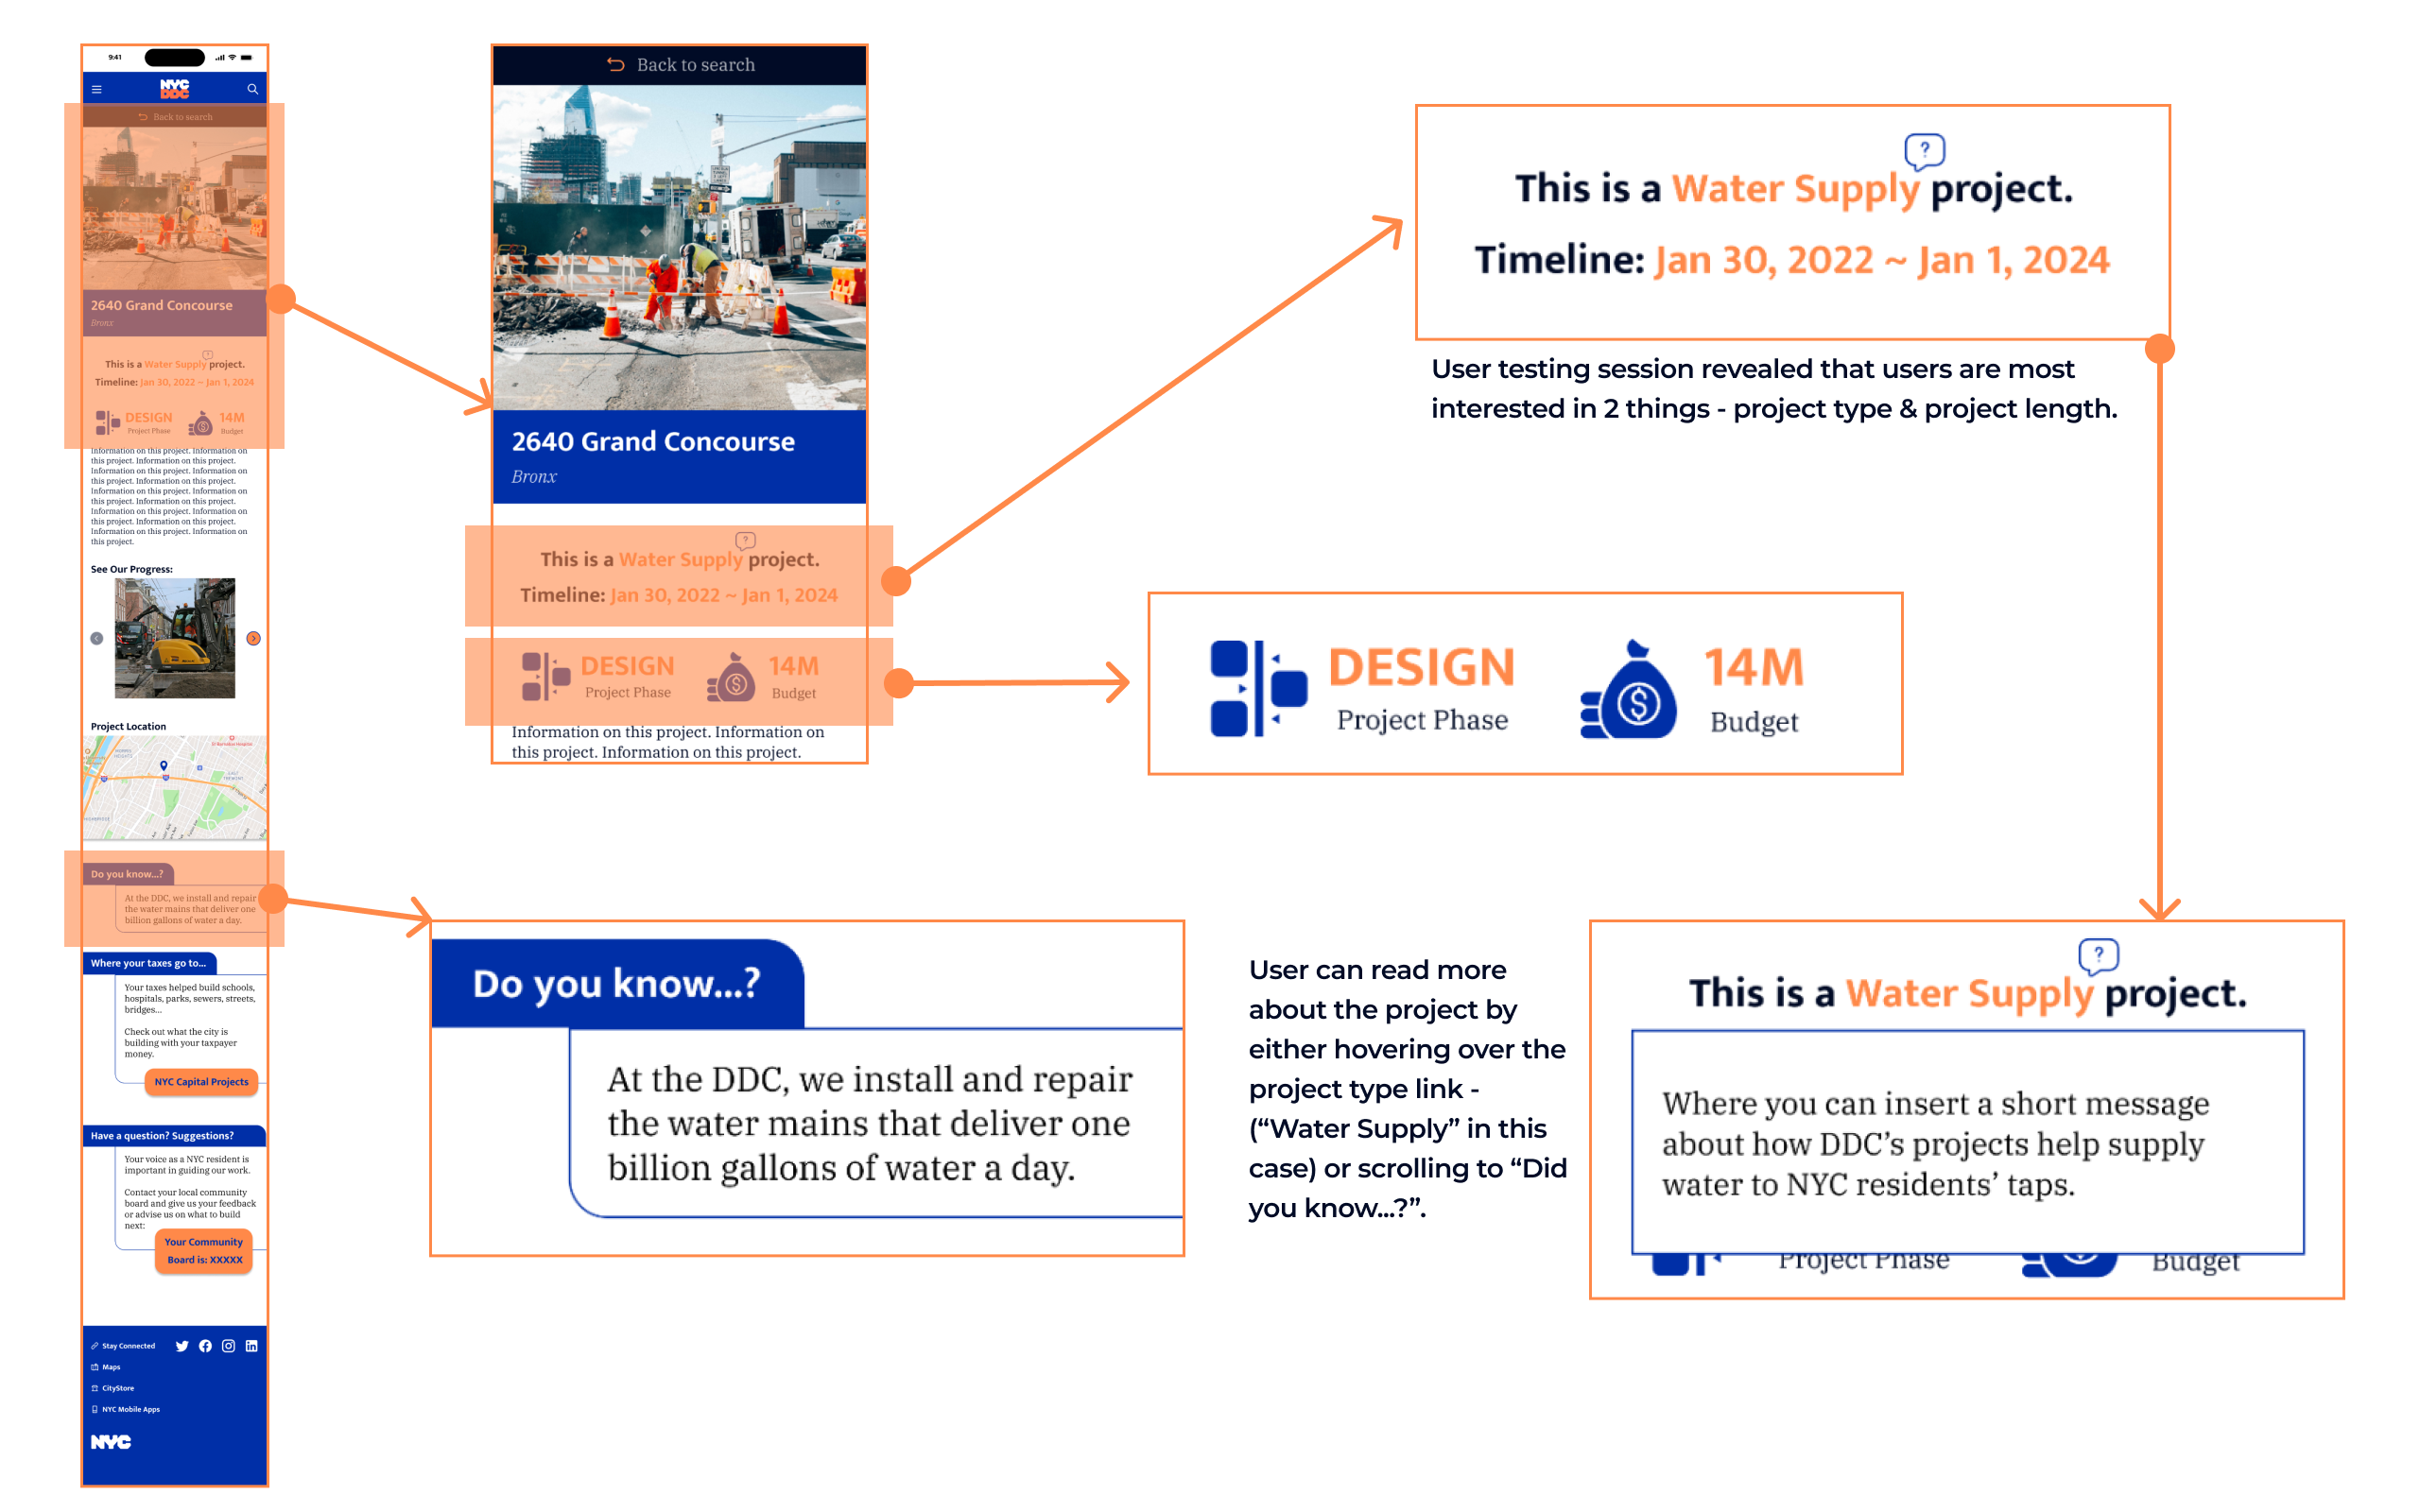 9:41
NYC
DDC
Back to search
2640 Grand Concourse
Bronx
?
This is a Water Supply project.
Timeline: Jan 30, 2022 ~ Jan 1, 2024
DESIGN
Project Phase
$
14M
Budget
Information on this project. Information on
this project. Information on this project.
Information on this project. Information on
this project. Information on this project.
Information on this project. Information on
this project. Information on this project.
Information on this project. Information on
this project. Information on this project.
Information on this project. Information on
this project.
See Our Progress:
Project Location
Do you know...?
At the DDC, we install and repair
the water mains that deliver one
billion gallons of water a day.
Where your taxes go to...
Your taxes helped build schools,
hospitals, parks, sewers, streets,
bridges...
Check out what the city is
building with your taxpayer
money.
NYC Capital Projects
Have a question? Suggestions?
Your voice as a NYC resident is
important in guiding our work.
Contact your local community
board and give us your feedback
or advise us on what to build
next:
Your Community
Board is: XXXXX
Stay Connected
Maps
CityStore
NYC Mobile Apps
NYC
Back to search
2640 Grand Concourse
Bronx
?
This is a Water Supply project.
Timeline: Jan 30, 2022 ~ Jan 1, 2024
DESIGN
Project Phase
$
14M
Budget
Information on this project. Information on
this project. Information on this project.
?
This is a Water Supply project.
Timeline: Jan 30, 2022 ~ Jan 1, 2024
User testing session revealed that users are most
interested in 2 things - project type & project length.
DESIGN
Project Phase
$
14M
Budget
Do you know...?
At the DDC, we install and repair
the water mains that deliver one
billion gallons of water a day.
User can read more
about the project by
either hovering over the
project type link -
(“Water Supply” in this
case) or scrolling to “Did
you know...?”.
?
This is a Water Supply project.
Where you can insert a short message
about how DDC’s projects help supply
water to NYC residents’ taps.
Project Phase
Budget